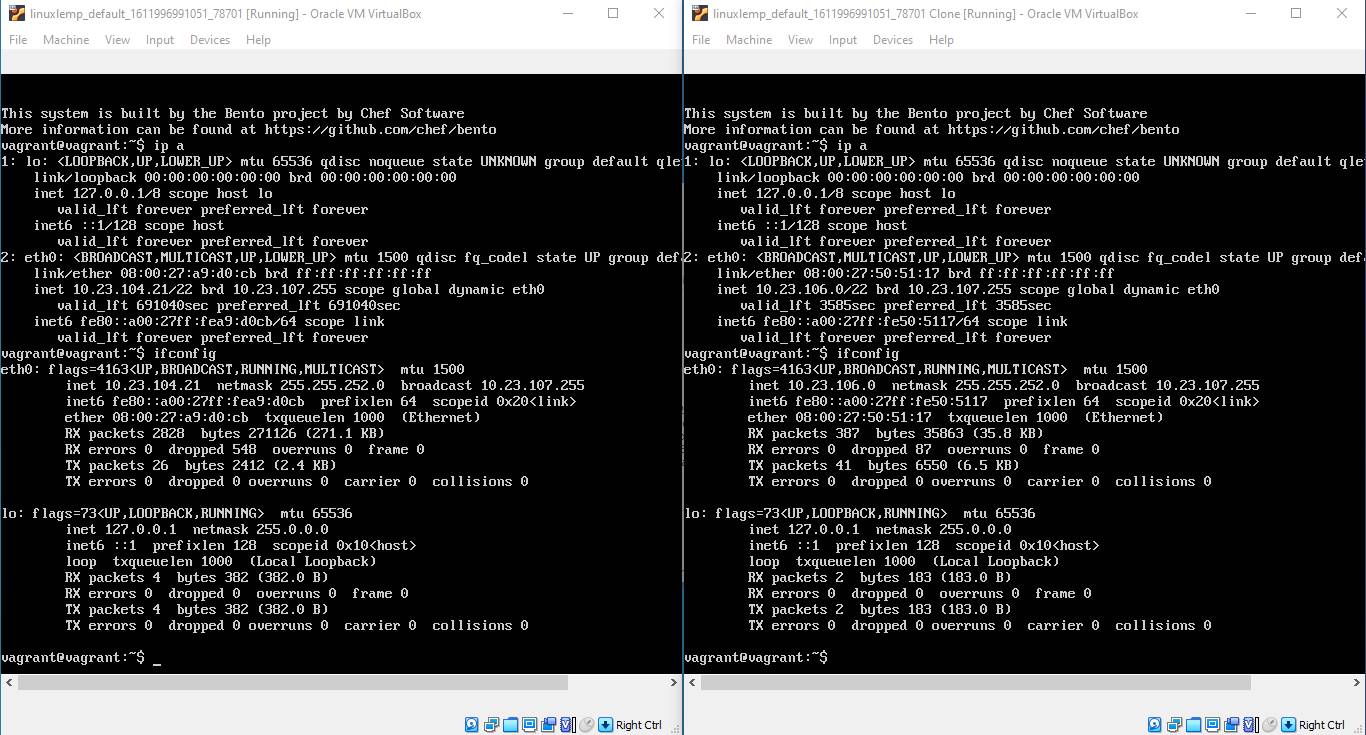 linuxlemp_default_1611996991051_78701 [Running] - Oracle VM VirtualBox
File Machine View Input Devices Help
This system is built by the Bento project by Chef Software
More information can be found at https://github.com/chef/bento
vagrant@vagrant:~$ ip a
1: lo: <LOOPBACK,UP,LOWER_UP> mtu 65536 qdisc noqueue state UNKNOWN group default qle
link/loopback 00:00:00:00:00:00 brd 00:00:00:00:00:00
inet 127.0.0.1/8 scope host lo
valid_lft forever preferred_lft forever
inet6 ::1/128 scope host
valid_lft forever preferred_lft forever
2: eth0: <BROADCAST,MULTICAST,UP,LOWER_UP> mtu 1500 qdisc fq_codel state UP group defa
link/ether 08:00:27:a9:d0:cb brd ff:ff:ff:ff:ff:ff
inet 10.23.104.21/22 brd 10.23.107.255 scope global dynamic eth0
valid_lft 691040sec preferred_lft 691040sec
inet6 fe80::a00:27ff:fea9:d0cb/64 scope link
valid_lft forever preferred_lft forever
vagrant@vagrant:~$ ifconfig
eth0: flags=4163<UP,BROADCAST,RUNNING,MULTICAST>  mtu 1500
inet 10.23.104.21  netmask 255.255.252.0  broadcast 10.23.107.255
inet6 fe80::a00:27ff:fea9:d0cb  prefixlen 64  scopeid 0x20<link>
ether 08:00:27:a9:d0:cb  txqueuelen 1000  (Ethernet)
RX packets 2828  bytes 271126 (271.1 KB)
RX errors 0  dropped 548  overruns 0  frame 0
TX packets 26  bytes 2412 (2.4 KB)
TX errors 0  dropped 0 overruns 0  carrier 0  collisions 0
lo: flags=73<UP,LOOPBACK,RUNNING>  mtu 65536
inet 127.0.0.1  netmask 255.0.0.0
inet6 ::1  prefixlen 128  scopeid 0x10<host>
loop  txqueuelen 1000  (Local Loopback)
RX packets 4  bytes 382 (382.0 B)
RX errors 0  dropped 0  overruns 0  frame 0
TX packets 4  bytes 382 (382.0 B)
TX errors 0  dropped 0 overruns 0  carrier 0  collisions 0
vagrant@vagrant:~$ _
Right Ctrl
linuxlemp_default_1611996991051_78701 Clone [Running] - Oracle VM VirtualBox
File Machine View Input Devices Help
This system is built by the Bento project by Chef Software
More information can be found at https://github.com/chef/bento
vagrant@vagrant:~$ ip a
1: lo: <LOOPBACK,UP,LOWER_UP> mtu 65536 qdisc noqueue state UNKNOWN group default qle
link/loopback 00:00:00:00:00:00 brd 00:00:00:00:00:00
inet 127.0.0.1/8 scope host lo
valid_lft forever preferred_lft forever
inet6 ::1/128 scope host
valid_lft forever preferred_lft forever
2: eth0: <BROADCAST,MULTICAST,UP,LOWER_UP> mtu 1500 qdisc fq_codel state UP group defa
link/ether 08:00:27:50:51:17 brd ff:ff:ff:ff:ff:ff
inet 10.23.106.0/22 brd 10.23.107.255 scope global dynamic eth0
valid_lft 3585sec preferred_lft 3585sec
inet6 fe80::a00:27ff:fe50:5117/64 scope link
valid_lft forever preferred_lft forever
vagrant@vagrant:~$ ifconfig
eth0: flags=4163<UP,BROADCAST,RUNNING,MULTICAST>  mtu 1500
inet 10.23.106.0  netmask 255.255.252.0  broadcast 10.23.107.255
inet6 fe80::a00:27ff:fe50:5117  prefixlen 64  scopeid 0x20<link>
ether 08:00:27:50:51:17  txqueuelen 1000  (Ethernet)
RX packets 387  bytes 35863 (35.8 KB)
RX errors 0  dropped 87  overruns 0  frame 0
TX packets 41  bytes 6550 (6.5 KB)
TX errors 0  dropped 0 overruns 0  carrier 0  collisions 0
lo: flags=73<UP,LOOPBACK,RUNNING>  mtu 65536
inet 127.0.0.1  netmask 255.0.0.0
inet6 ::1  prefixlen 128  scopeid 0x10<host>
loop  txqueuelen 1000  (Local Loopback)
RX packets 2  bytes 183 (183.0 B)
RX errors 0  dropped 0  overruns 0  frame 0
TX packets 2  bytes 183 (183.0 B)
TX errors 0  dropped 0 overruns 0  carrier 0  collisions 0
vagrant@vagrant:~$
Right Ctrl